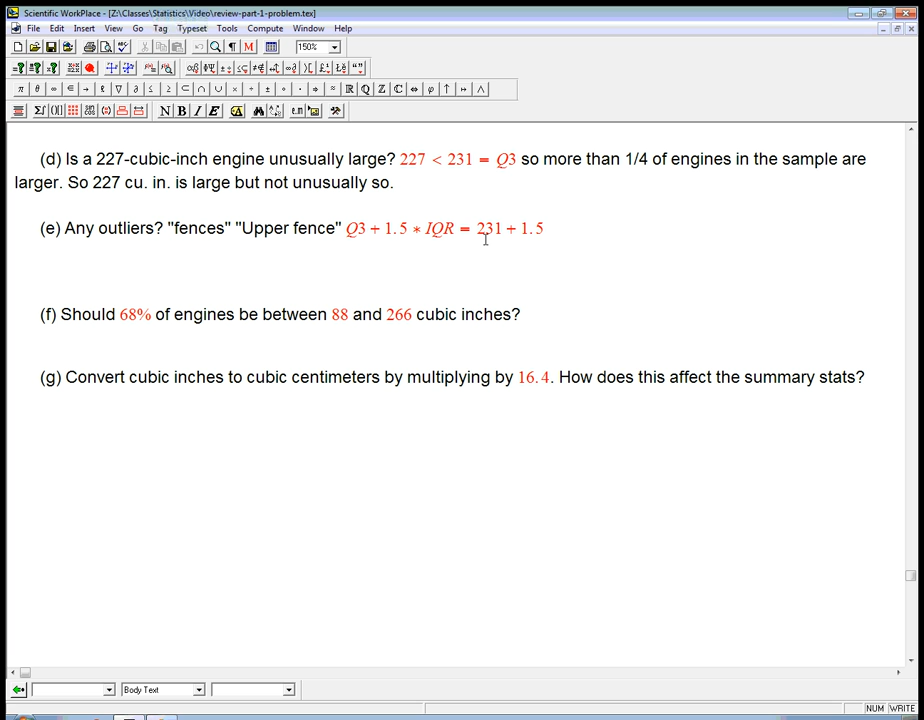 Scientific WorkPlace - [Z:\Classes\Statistics\Video\review-part-1-problem.tex]
File Edit Insert View Go Tag Typeset Tools Compute Window Help
150%
N B I E
(d) Is a 227-cubic-inch engine unusually large? 227 < 231 = Q3 so more than 1/4 of engines in the sample are
larger. So 227 cu. in. is large but not unusually so.
(e) Any outliers? "fences" "Upper fence" Q3 + 1.5 ∗ IQR = 231 + 1.5
(f) Should 68% of engines be between 88 and 266 cubic inches?
(g) Convert cubic inches to cubic centimeters by multiplying by 16.4. How does this affect the summary stats?
Body Text
NUM WRITE